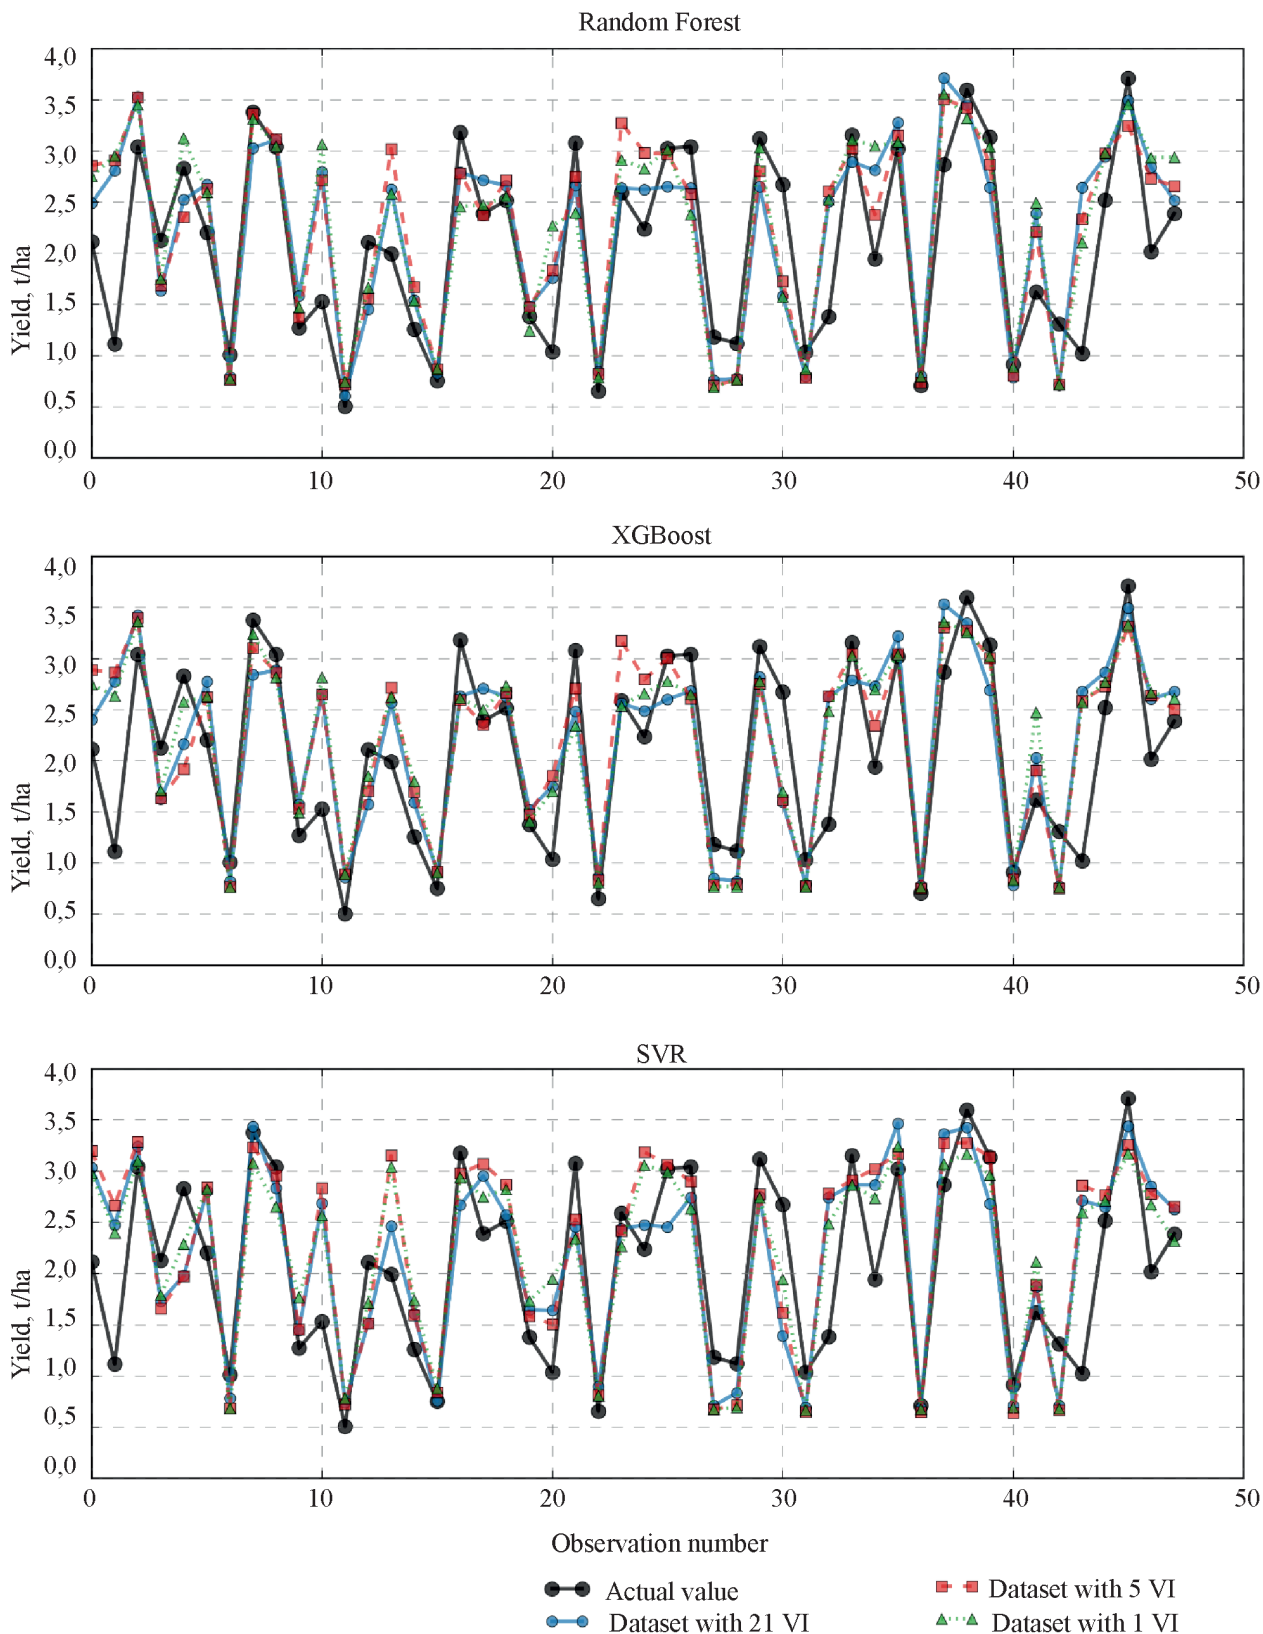 Random Forest
4,0
3,5
3,0
2,5
2,0
1,5
1,0
0,5
0,0
Yield, t/ha
0 10 20 30 40 50
XGBoost
4,0
3,5
3,0
2,5
2,0
1,5
1,0
0,5
0,0
Yield, t/ha
0 10 20 30 40 50
SVR
4,0
3,5
3,0
2,5
2,0
1,5
1,0
0,5
0,0
Yield, t/ha
0 10 20 30 40 50
Observation number
Actual value
Dataset with 21 VI
Dataset with 5 VI
Dataset with 1 VI